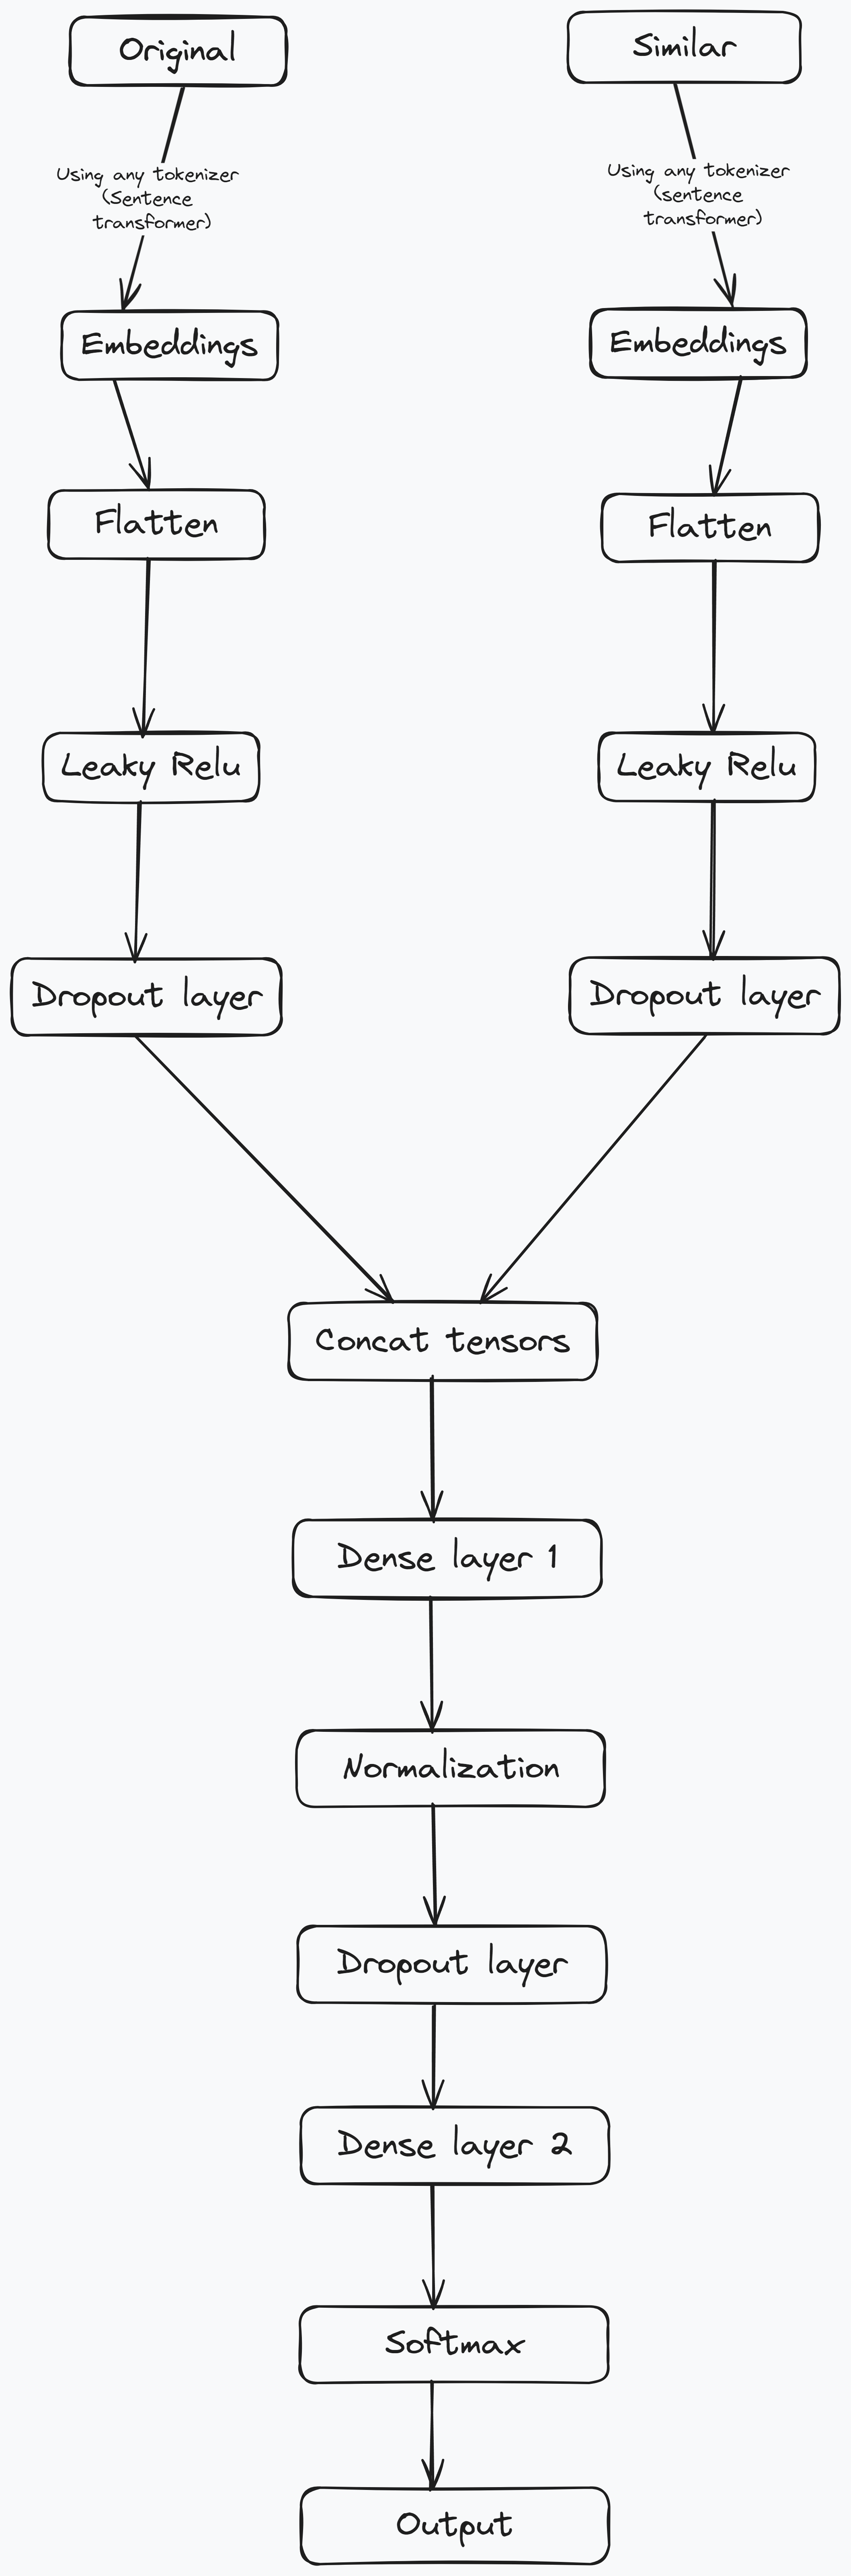 Original
Similar
Using any tokenizer
(Sentence
transformer)
Using any tokenizer
(sentence
transformer)
Embeddings
Embeddings
Flatten
Flatten
Leaky Relu
Leaky Relu
Dropout layer
Dropout layer
Concat tensors
Dense layer 1
Normalization
Dropout layer
Dense layer 2
Softmax
Output